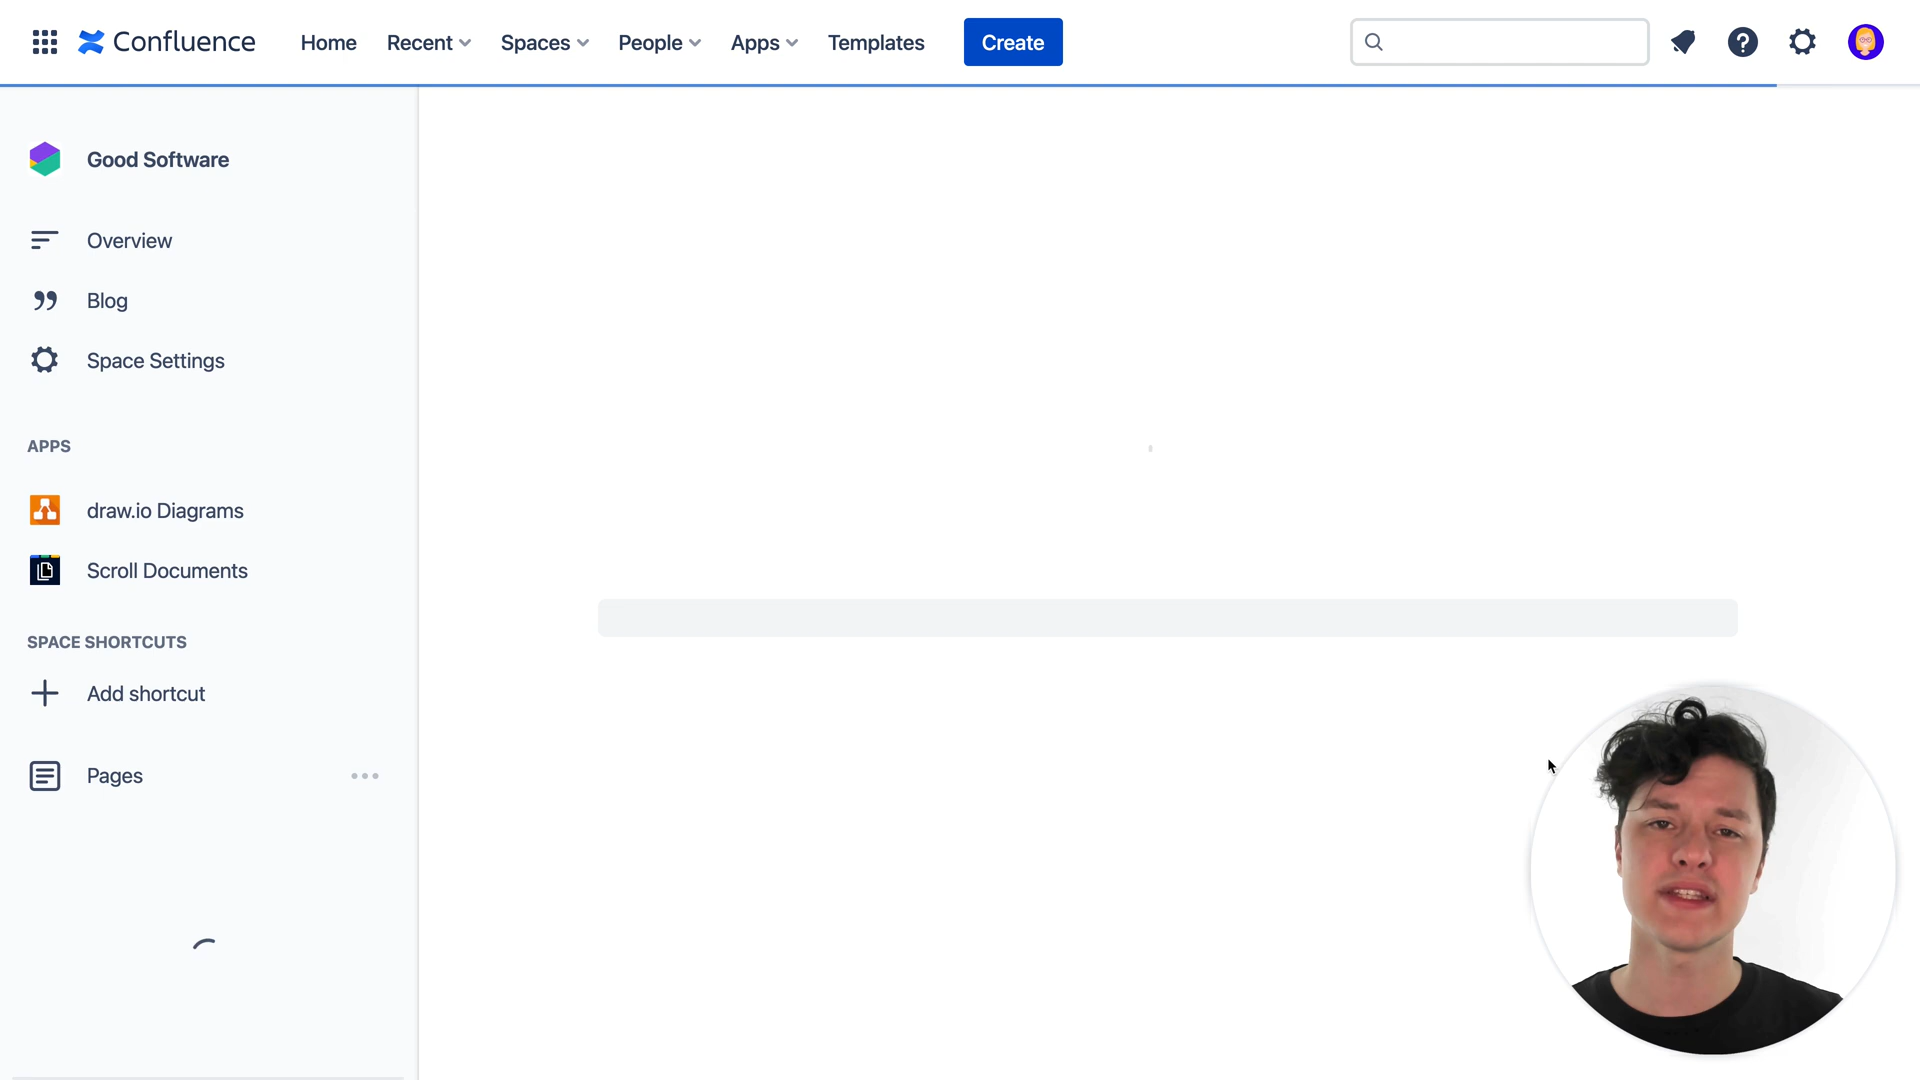 Confluence
Home
Recent
Spaces
People
Apps
Templates
Create
Good Software
Overview
Blog
Space Settings
APPS
draw.io Diagrams
Scroll Documents
SPACE SHORTCUTS
Add shortcut
Pages